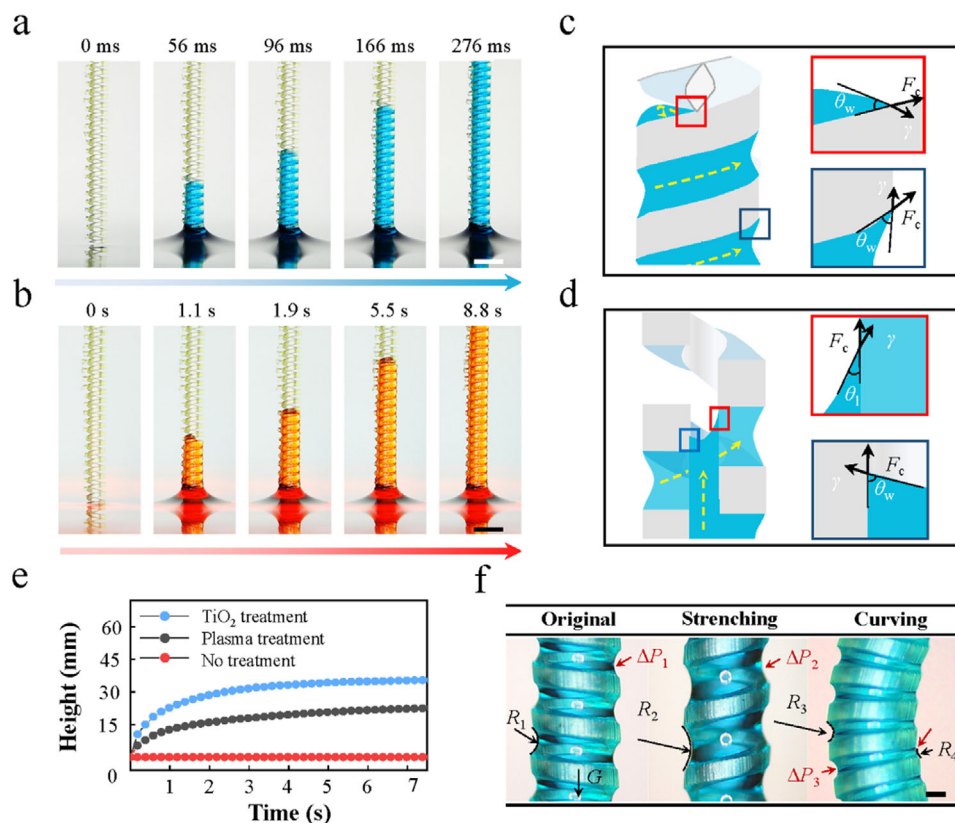 a
0 ms
56 ms
96 ms
166 ms
276 ms
b
0 s
1.1 s
1.9 s
5.5 s
8.8 s
c
θw
Fc
γ
γ
Fc
θw
d
Fc
γ
θ1
γ
Fc
θw
e
Height (mm)
60
45
30
15
0
TiO2 treatment
Plasma treatment
No treatment
1 2 3 4 5 6 7
Time (s)
f
Original
Strenching
Curving
ΔP1
ΔP2
R1
R2
R3
R4
G
ΔP3